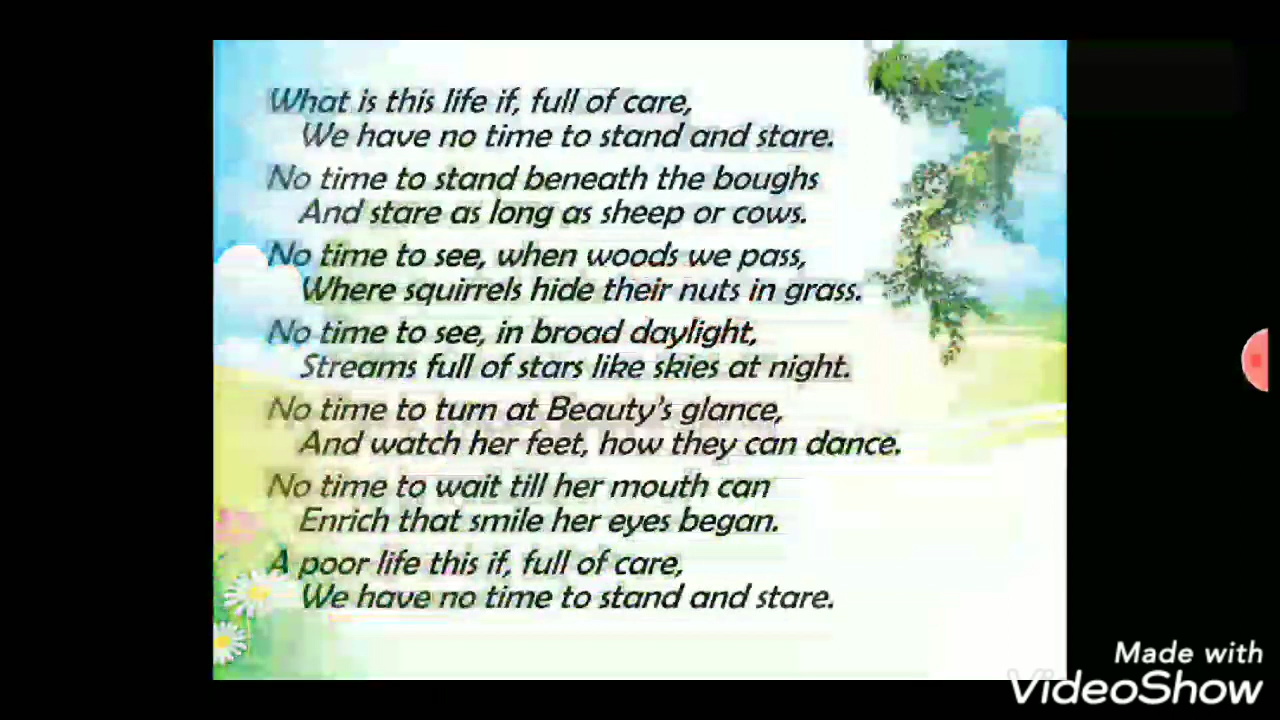 What is this life if, full of care,
We have no time to stand and stare.
No time to stand beneath the boughs
And stare as long as sheep or cows.
No time to see, when woods we pass,
Where squirrels hide their nuts in grass.
No time to see, in broad daylight,
Streams full of stars like skies at night.
No time to turn at Beauty's glance,
And watch her feet, how they can dance.
No time to wait till her mouth can
Enrich that smile her eyes began.
A poor life this if, full of care,
We have no time to stand and stare.
Made with
VideoShow